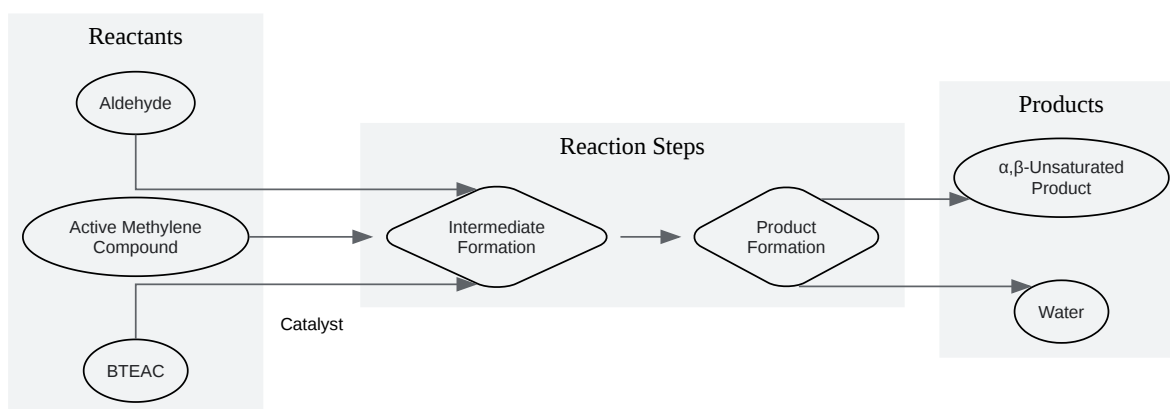 Reactants
Aldehyde
Active Methylene
Compound
BTEAC
Catalyst
Reaction Steps
Intermediate
Formation
Product
Formation
Products
α,β-Unsaturated
Product
Water